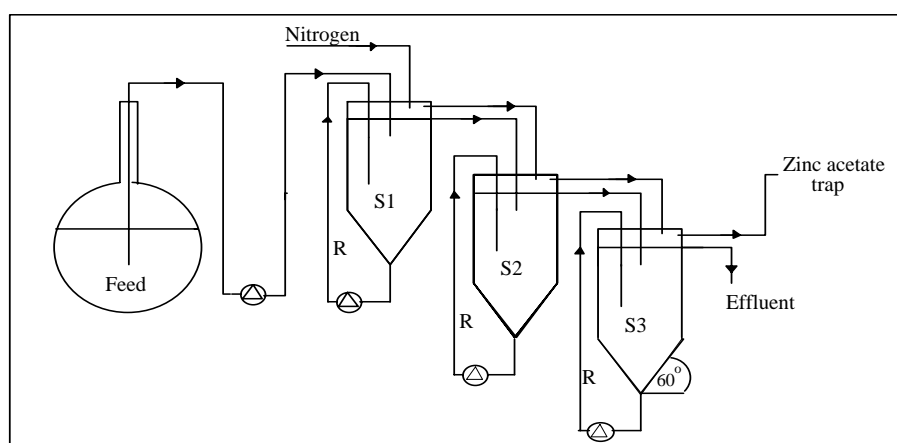 Nitrogen
Zinc acetate
trap
S1
R
S2
Feed
Effluent
R
S3
R
60°